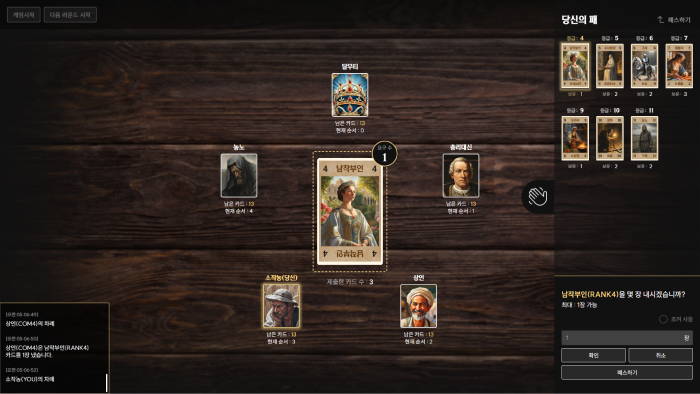 게임시작
다음 라운드 시작
당신의 패
패스하기
등급 : 4
등급 : 5
등급 : 6
등급 : 7
보유 : 1
보유 : 2
보유 : 2
보유 : 3
등급 : 9
등급 : 10
등급 : 11
보유 : 1
보유 : 2
보유 : 2
달무티
남은 카드 : 13
현재 순서 : 0
농노
남은 카드 : 13
현재 순서 : 4
총리대신
남은 카드 : 13
현재 순서 : 1
요구 수
1
4 남작부인 4
4 남작부인 4
제출한 카드 수 : 3
소작농(당신)
남은 카드 : 13
현재 순서 : 3
상인
남은 카드 : 13
현재 순서 : 2
[오전 05:06:49]
상인(COM4)의 차례
[오전 05:06:50]
상인(COM4)은 남작부인(RANK4)
카드를 1장 냈습니다.
[오전 05:06:52]
소작농(YOU)의 차례
남작부인(RANK4)을 몇 장 내시겠습니까?
최대 : 1장 가능
조커 사용
1 장
확인
취소
패스하기